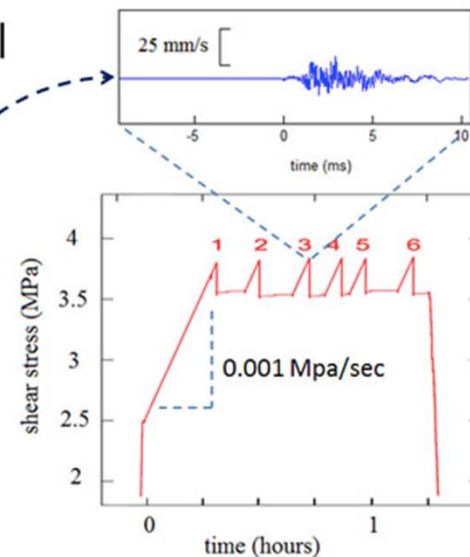 25 mm/s
-5 0 5 10
time (ms)
1 2 3 4 5 6
4
3.5
3
2.5
2
shear stress (MPa)
0.001 Mpa/sec
0 1
time (hours)